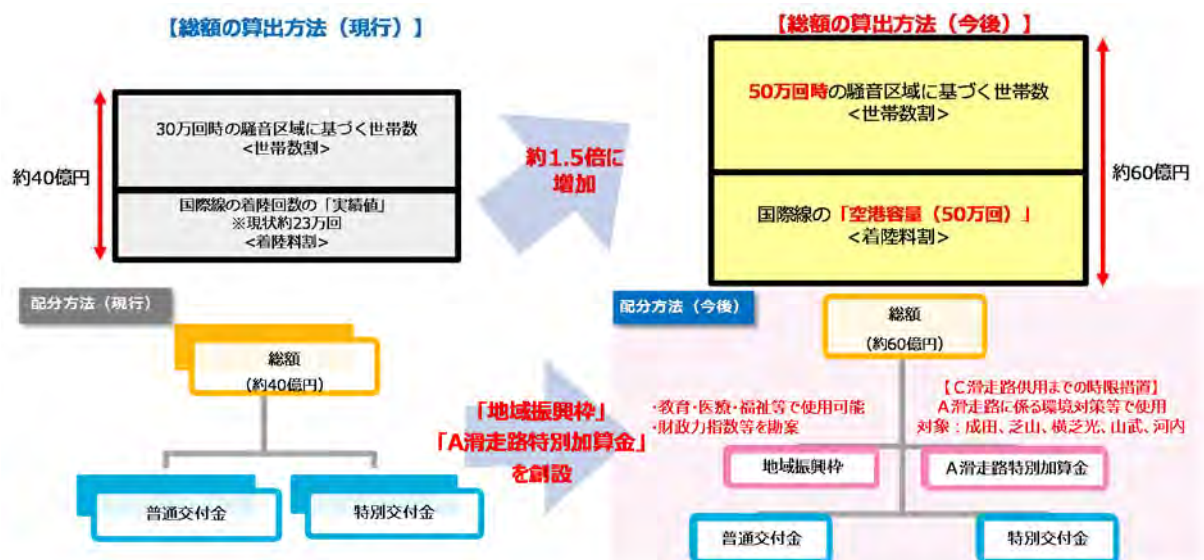 【総額の算出方法（現行）】
約40億円
30万回時の騒音区域に基づく世帯数
<世帯数割>
国際線の着陸回数の「実績値」
※現状約23万回
<着陸料割>
約1.5倍に
増加
【総額の算出方法（今後）】
50万回時の騒音区域に基づく世帯数
<世帯数割>
国際線の「空港容量（50万回）」
<着陸料割>
約60億円
配分方法（現行）
総額
(約40億円)
普通交付金
特別交付金
「地域振興枠」
「A滑走路特別加算金」
を創設
配分方法（今後）
総額
(約60億円)
・教育・医療・福祉等で使用可能
・財政力指数等を勘案
【C滑走路供用までの時限措置】
A滑走路に係る環境対策等で使用
対象：成田、芝山、横芝光、山武、河内
地域振興枠
A滑走路特別加算金
普通交付金
特別交付金